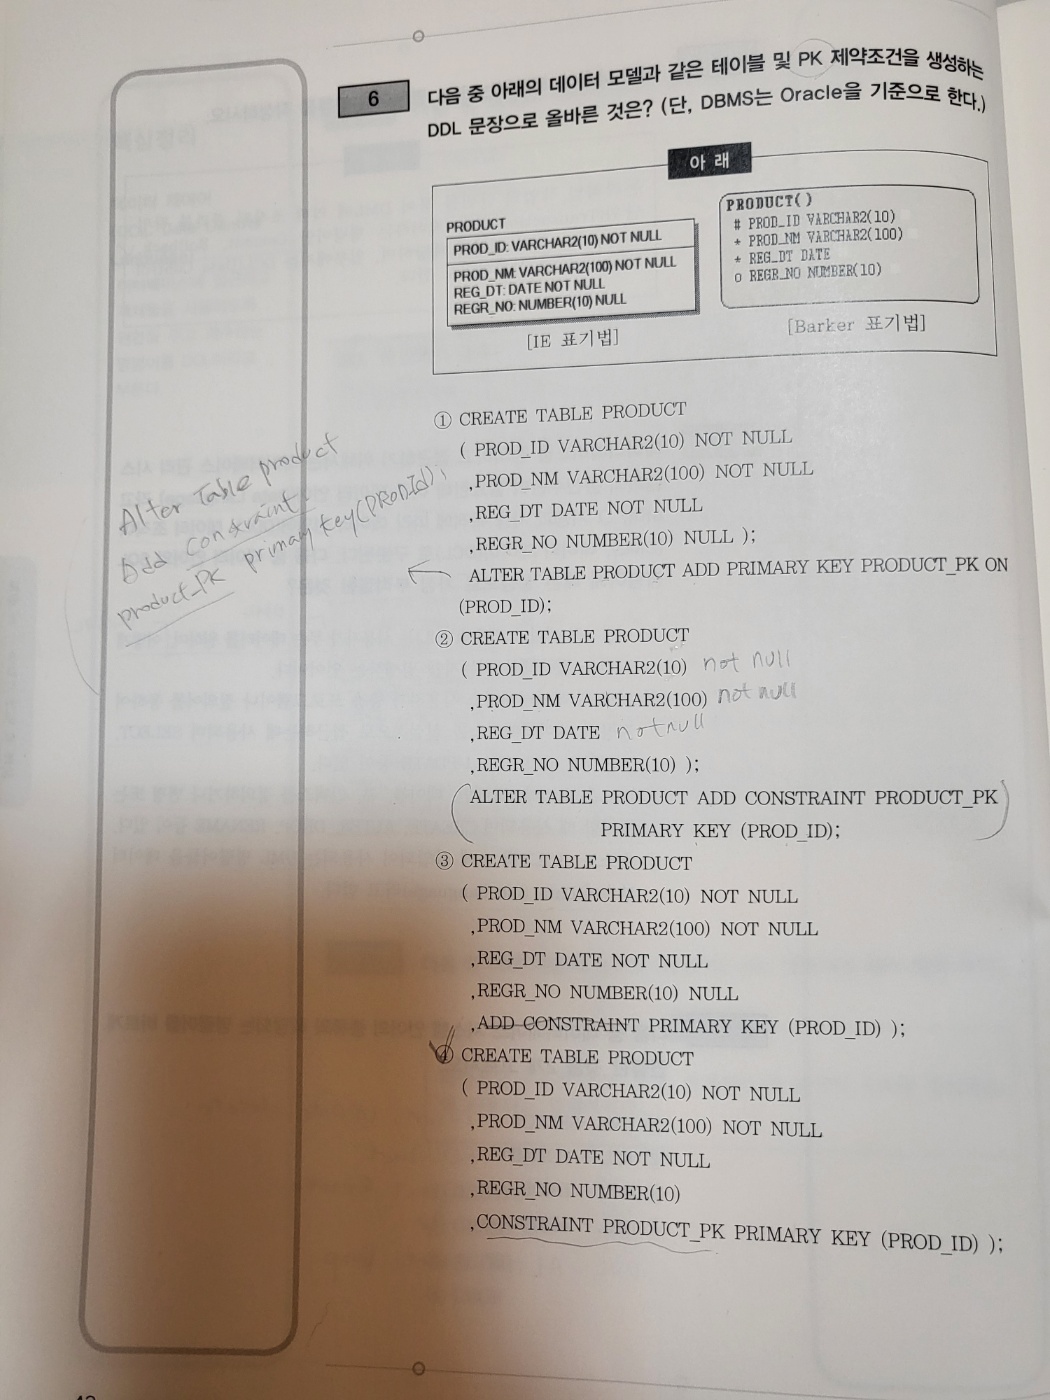 6
다음 중 아래의 데이터 모델과 같은 테이블 및 PK 제약조건을 생성하는
DDL 문장으로 올바른 것은? (단, DBMS는 Oracle을 기준으로 한다.)
아 래
PRODUCT
PROD_ID: VARCHAR2(10) NOT NULL
PROD_NM: VARCHAR2(100) NOT NULL
REG_DT: DATE NOT NULL
REGR_NO: NUMBER(10) NULL
[IE 표기법]
PRODUCT()
# PROD_ID VARCHAR2(10)
* PROD_NM VARCHAR2(100)
* REG_DT DATE
o REGR_NO NUMBER(10)
[Barker 표기법]
① CREATE TABLE PRODUCT
( PROD_ID VARCHAR2(10) NOT NULL
,PROD_NM VARCHAR2(100) NOT NULL
,REG_DT DATE NOT NULL
,REGR_NO NUMBER(10) NULL );
ALTER TABLE PRODUCT ADD PRIMARY KEY PRODUCT_PK ON
(PROD_ID);
Alter Table product
Add constraint
product_PK primary key(PRODId);
② CREATE TABLE PRODUCT
( PROD_ID VARCHAR2(10) not null
,PROD_NM VARCHAR2(100) not null
,REG_DT DATE not null
,REGR_NO NUMBER(10) );
ALTER TABLE PRODUCT ADD CONSTRAINT PRODUCT_PK
PRIMARY KEY (PROD_ID);
③ CREATE TABLE PRODUCT
( PROD_ID VARCHAR2(10) NOT NULL
,PROD_NM VARCHAR2(100) NOT NULL
,REG_DT DATE NOT NULL
,REGR_NO NUMBER(10) NULL
,ADD CONSTRAINT PRIMARY KEY (PROD_ID) );
④ CREATE TABLE PRODUCT
( PROD_ID VARCHAR2(10) NOT NULL
,PROD_NM VARCHAR2(100) NOT NULL
,REG_DT DATE NOT NULL
,REGR_NO NUMBER(10)
,CONSTRAINT PRODUCT_PK PRIMARY KEY (PROD_ID) );